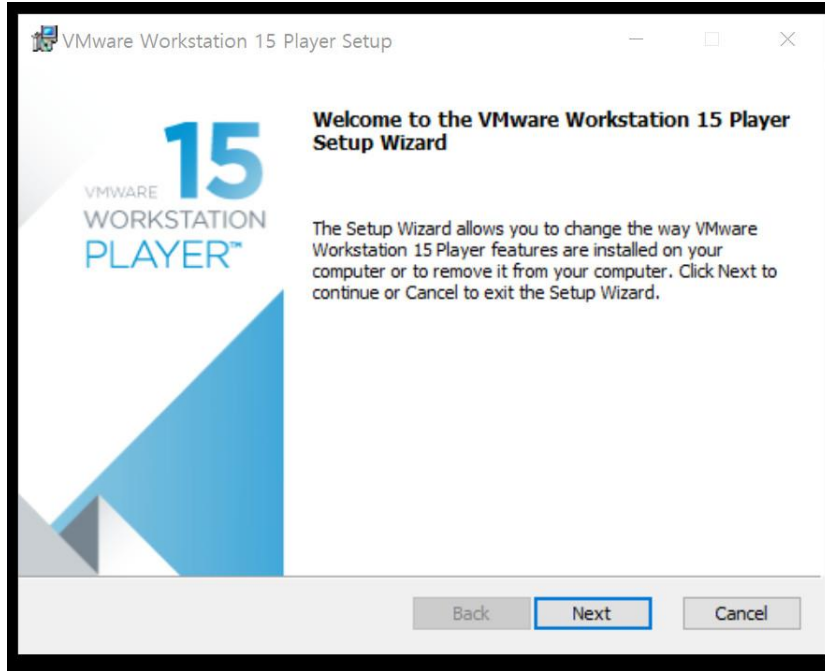 VMware Workstation 15 Player Setup
15
VMWARE
WORKSTATION
PLAYER™
Welcome to the VMware Workstation 15 Player
Setup Wizard
The Setup Wizard allows you to change the way VMware
Workstation 15 Player features are installed on your
computer or to remove it from your computer. Click Next to
continue or Cancel to exit the Setup Wizard.
Back
Next
Cancel